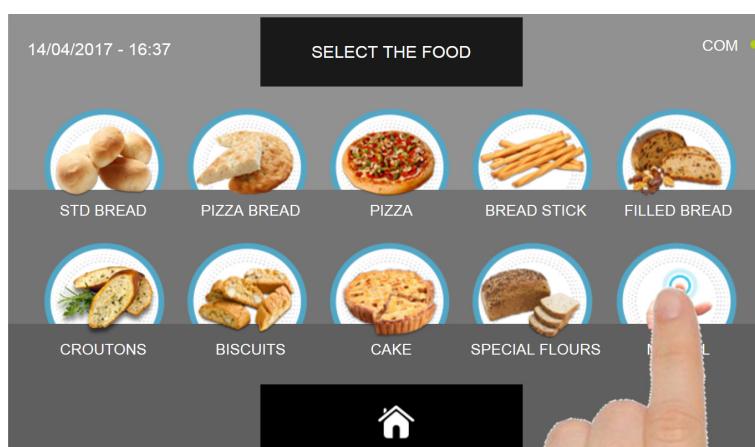 14/04/2017 - 16:37
SELECT THE FOOD
COM
STD BREAD
PIZZA BREAD
PIZZA
BREAD STICK
FILLED BREAD
CROUTONS
BISCUITS
CAKE
SPECIAL FLOURS